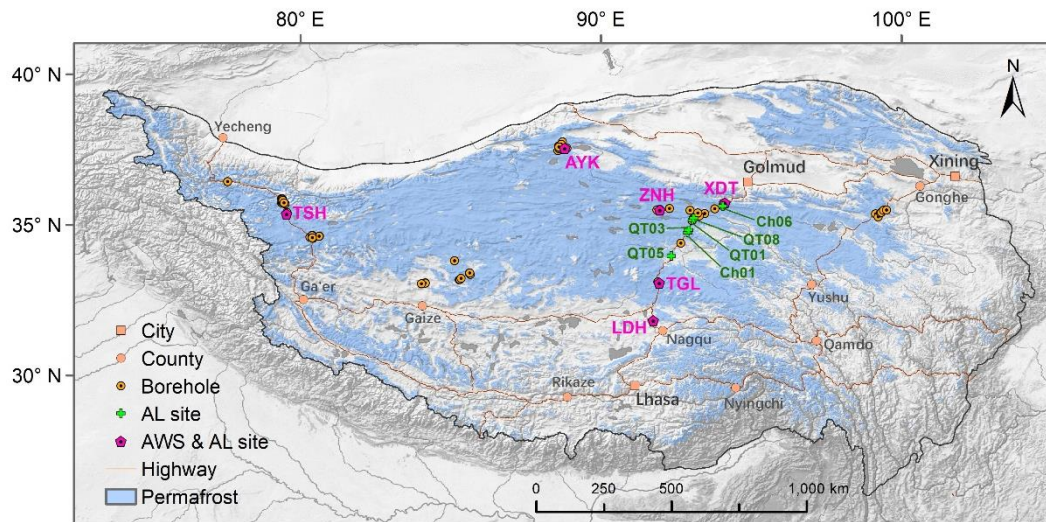 80° E 90° E 100° E
40° N
N
Yecheng
AYK
Golmud
Xining
ZNH XDT
Gonghe
TSH
Ch06
35° N
QT03 QT08
QT05 QT01
Ch01
TGL
Yushu
Ga'er
Gaize
LDH
Nagqu
Qamdo
City
County
30° N
Rikaze
Lhasa
Nyingchi
Borehole
AL site
AWS & AL site
Highway
Permafrost
0 250 500 1,000 km